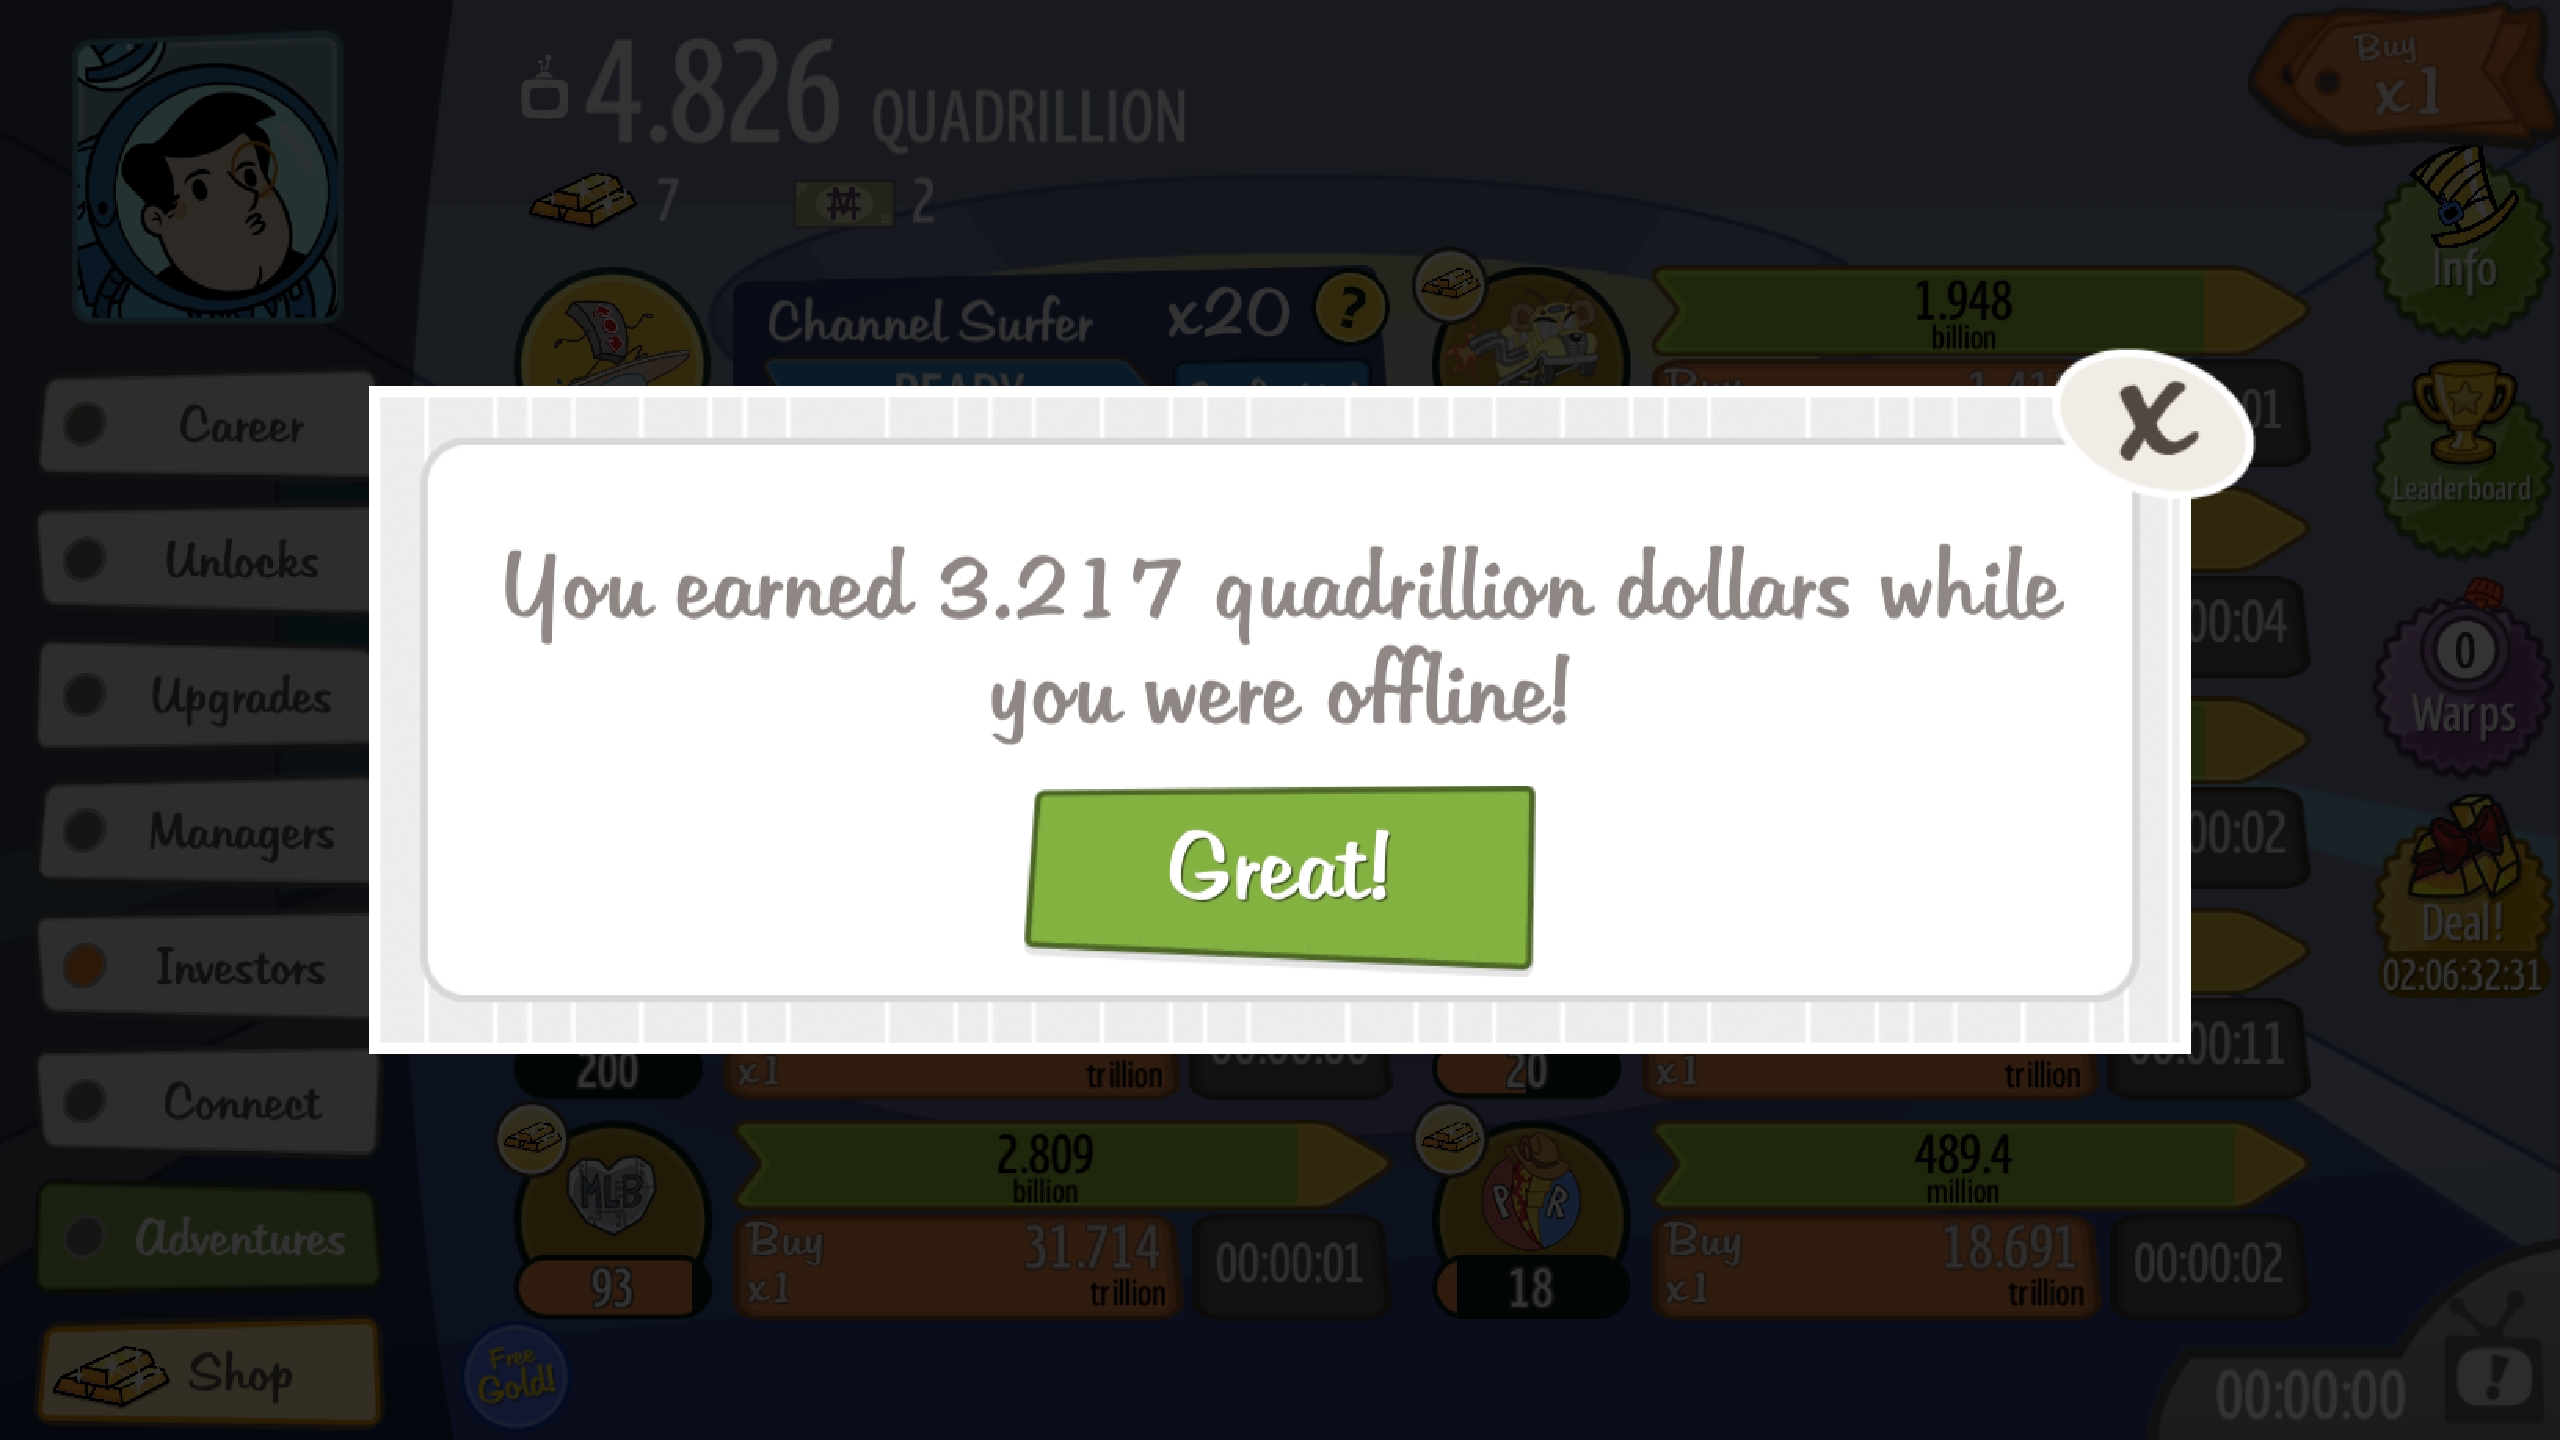 4.826 QUADRILLION
7
2
Buy
x1
Info
Leaderboard
0
Warps
Deal!
02:06:32:31
Career
Unlocks
Upgrades
Managers
Investors
Connect
Adventures
Shop
Channel Surfer x20 ?
READY
1.948
billion
You earned 3.217 quadrillion dollars while
you were offline!
Great!
X
00:04
00:02
00:11
200
x1
trillion
20
x1
trillion
MLB
93
2.809
billion
Buy 31.714
x1 trillion
00:00:01
P R
18
489.4
million
Buy 18.691
x1 trillion
00:00:02
Free
Gold!
00:00:00
!